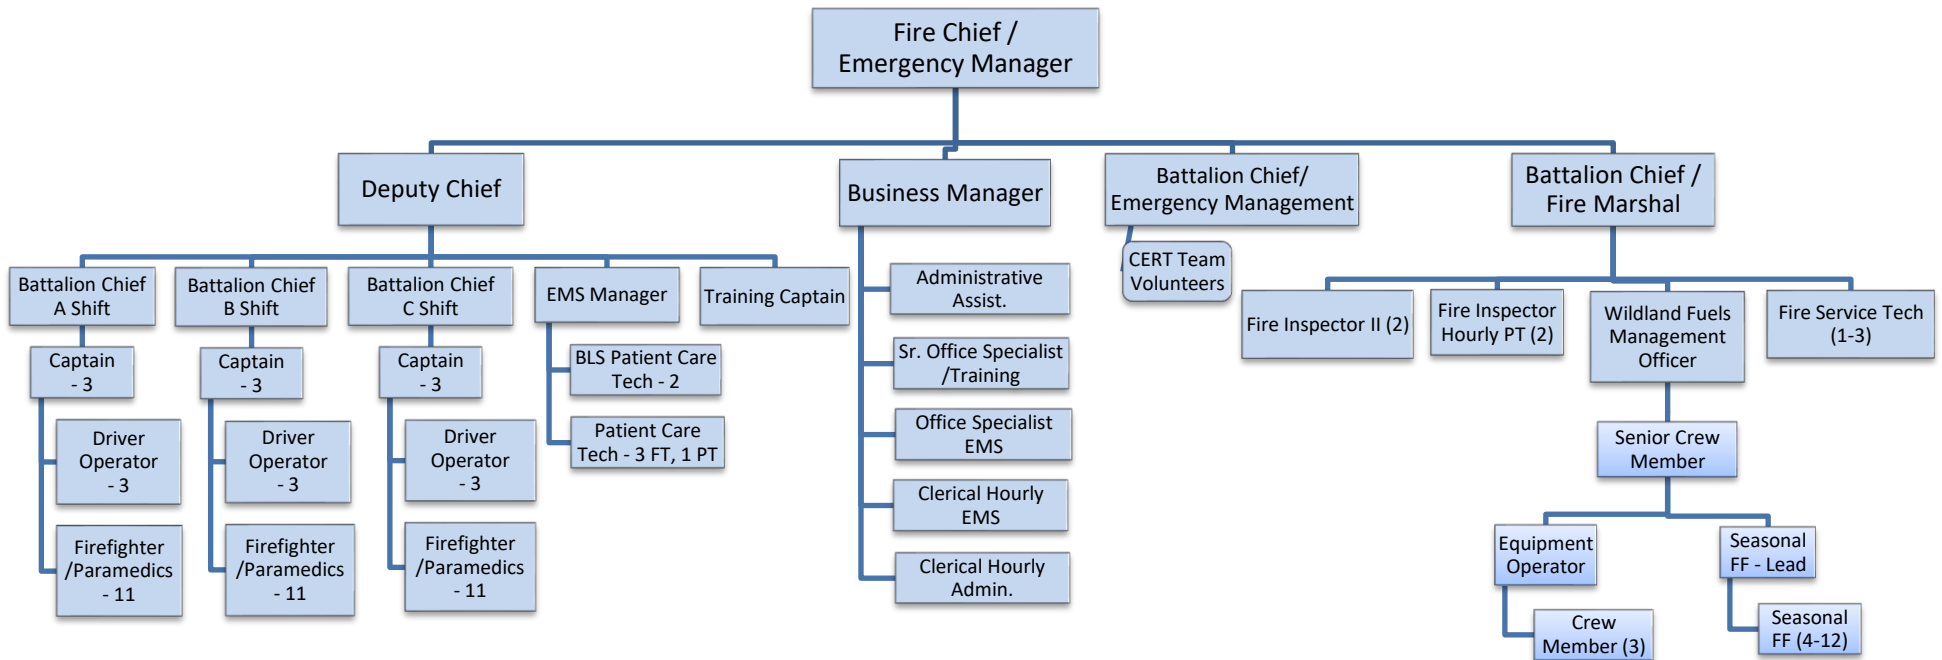 Fire Chief /
Emergency Manager
Deputy Chief
Business Manager
Battalion Chief/
Emergency Management
Battalion Chief /
Fire Marshal
CERT Team
Volunteers
Battalion Chief
A Shift
Battalion Chief
B Shift
Battalion Chief
C Shift
EMS Manager
Training Captain
Captain
- 3
Driver
Operator
- 3
Firefighter
/Paramedics
- 11
Captain
- 3
Driver
Operator
- 3
Firefighter
/Paramedics
- 11
Captain
- 3
Driver
Operator
- 3
Firefighter
/Paramedics
- 11
BLS Patient Care
Tech - 2
Patient Care
Tech - 3 FT, 1 PT
Administrative
Assist.
Sr. Office Specialist
/Training
Office Specialist
EMS
Clerical Hourly
EMS
Clerical Hourly
Admin.
Fire Inspector II (2)
Fire Inspector
Hourly PT (2)
Wildland Fuels
Management
Officer
Fire Service Tech
(1-3)
Senior Crew
Member
Equipment
Operator
Crew
Member (3)
Seasonal
FF - Lead
Seasonal
FF (4-12)